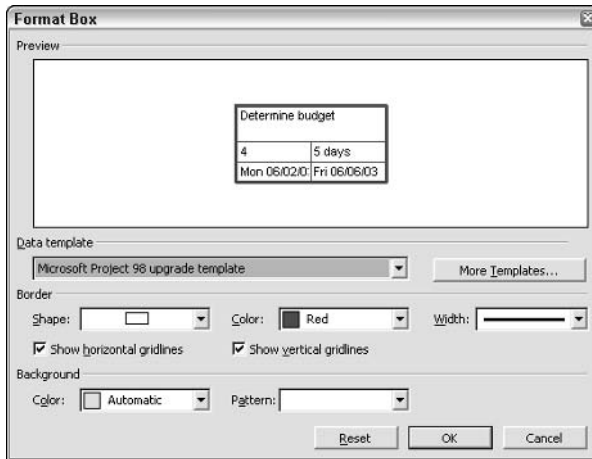 Format Box
Preview
Determine budget
4 5 days
Mon 06/02/0 Fri 06/06/03
Data template
Microsoft Project 98 upgrade template More Templates...
Border
Shape: Color: Red Width:
Show horizontal gridlines Show vertical gridlines
Background
Color: Automatic Pattern:
Reset OK Cancel